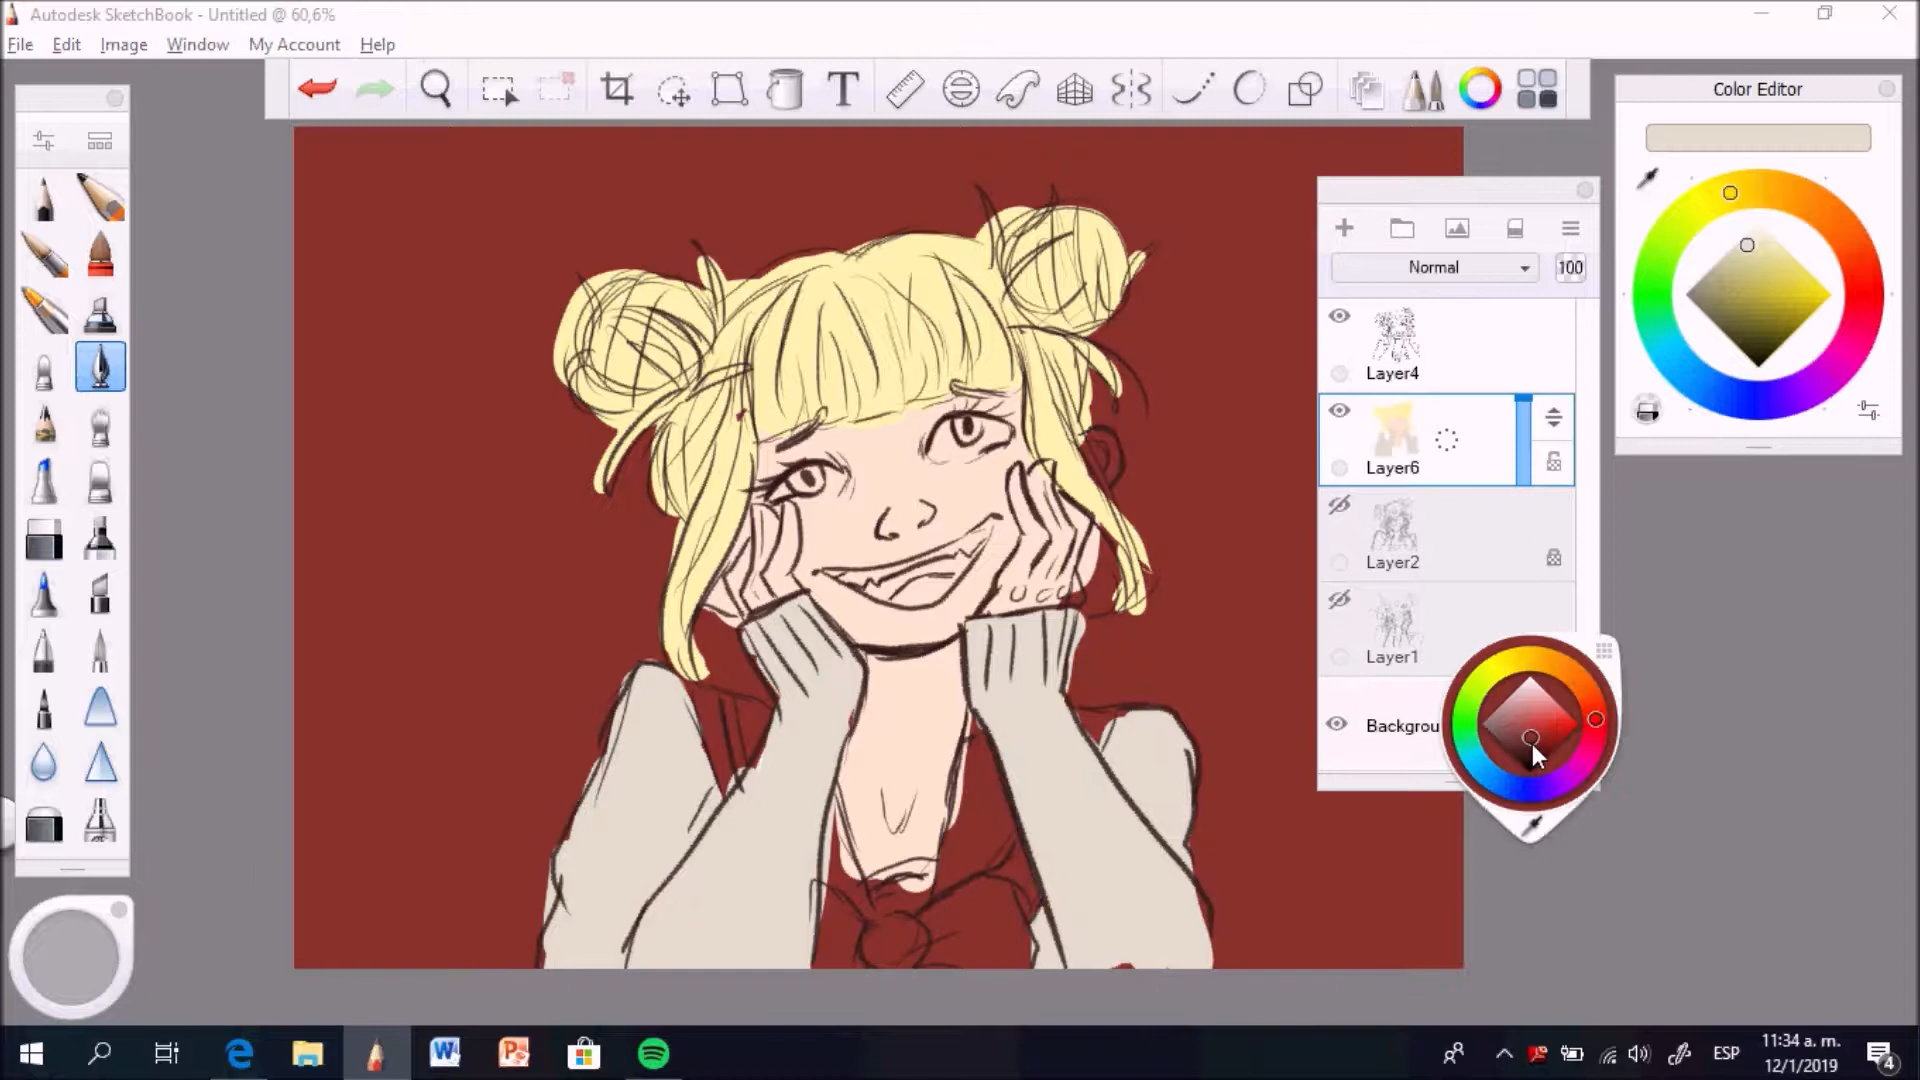 Autodesk SketchBook - Untitled @ 60,6%
File Edit Image Window My Account Help
T
Color Editor
Normal 100
Layer4
Layer6
Layer2
Layer1
Backgrou
W
P
ESP
11:34 a. m.
12/1/2019
4